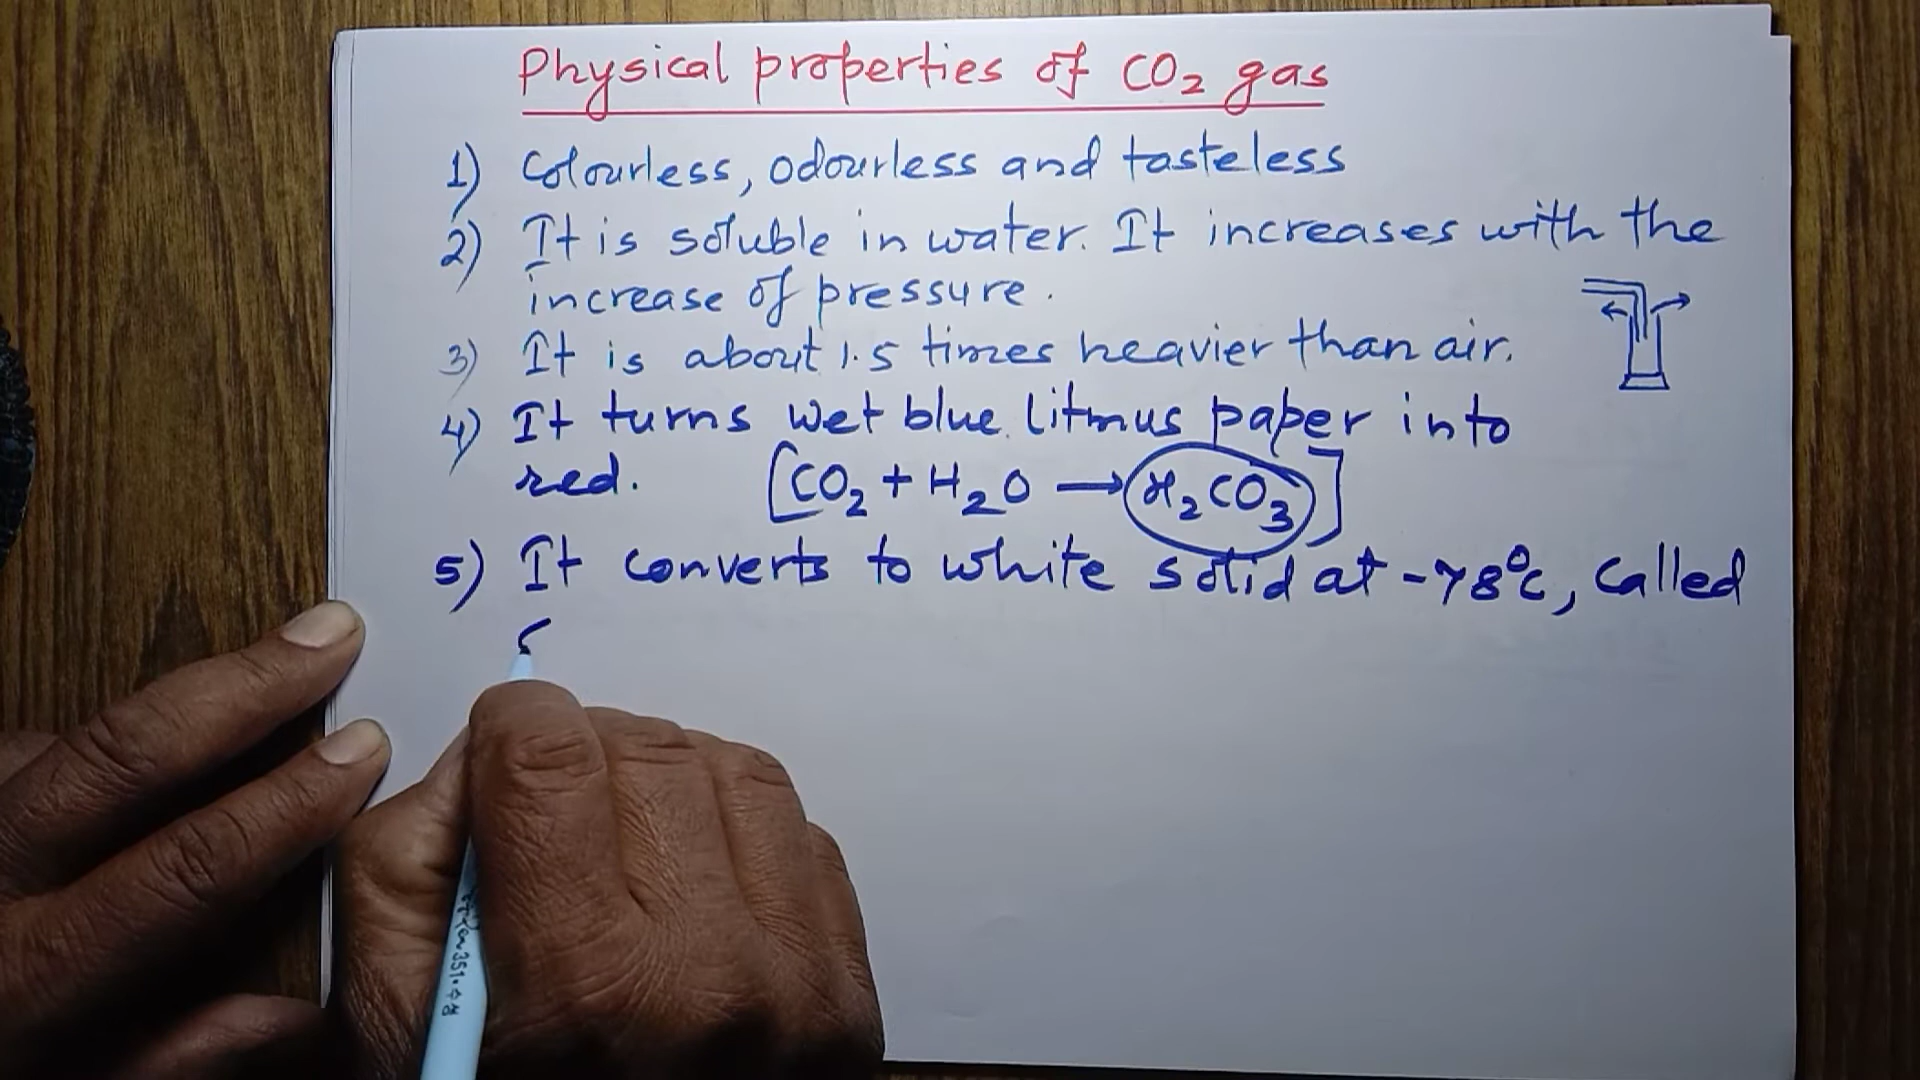 Physical properties of CO₂ gas
1) Colourless, odourless and tasteless
2) It is soluble in water. It increases with the
increase of pressure.
3) It is about 1.5 times heavier than air.
4) It turns wet blue litmus paper into
red. [CO₂ + H₂O → H₂CO₃]
5) It converts to white solid at -78°c, called